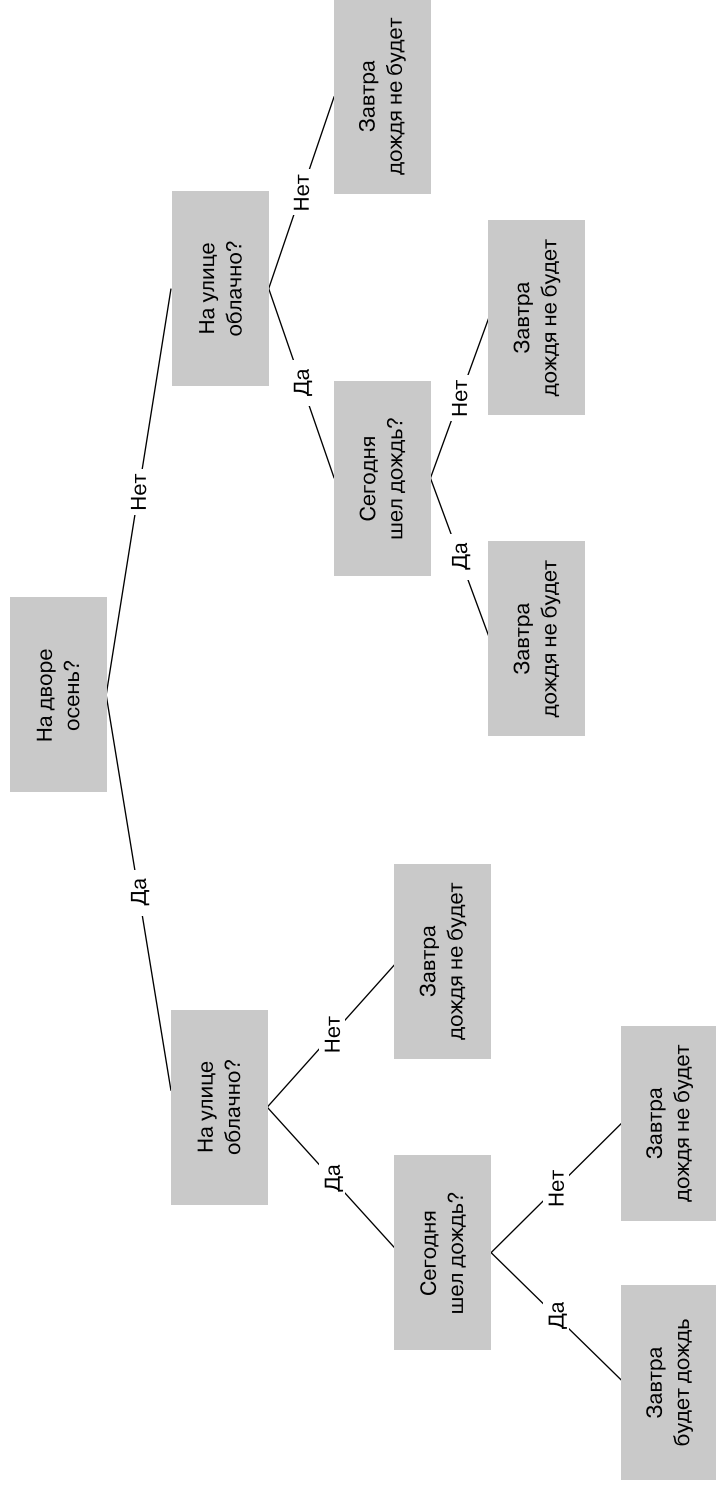 На дворе
осень?
Да
Нет
На улице
облачно?
На улице
облачно?
Да
Нет
Да
Нет
Сегодня
шел дождь?
Завтра
дождя не будет
Сегодня
шел дождь?
Завтра
дождя не будет
Да
Нет
Да
Нет
Завтра
будет дождь
Завтра
дождя не будет
Завтра
дождя не будет
Завтра
дождя не будет